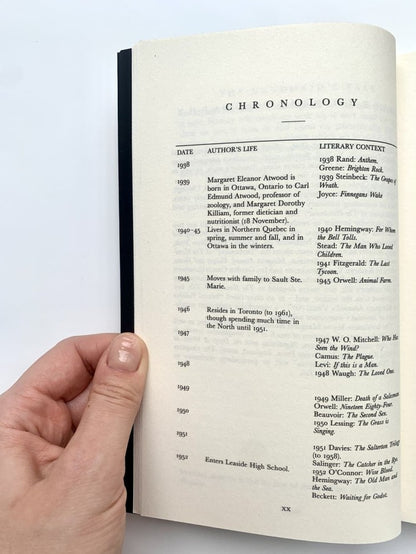 CHRONOLOGY
DATE AUTHOR'S LIFE LITERARY CONTEXT
1938 1938 Rand: Anthem.
Greene: Brighton Rock.
1939 Margaret Eleanor Atwood is 1939 Steinbeck: The Grapes of
born in Ottawa, Ontario to Carl Wrath.
Edmund Atwood, professor of Joyce: Finnegans Wake
zoology, and Margaret Dorothy
Killiam, former dietician and
nutritionist (18 November).
1940-45 Lives in Northern Quebec in 1940 Hemingway: For Whom
spring, summer and fall, and in the Bell Tolls.
Ottawa in the winters. Stead: The Man Who Loved
Children.
1941 Fitzgerald: The Last
Tycoon.
1945 Moves with family to Sault Ste. 1945 Orwell: Animal Farm.
Marie.
1946 Resides in Toronto (to 1961),
though spending much time in
the North until 1951.
1947 1947 W. O. Mitchell: Who Has
Seen the Wind?
Camus: The Plague.
Levi: If this is a Man.
1948 1948 Waugh: The Loved One.
1949 1949 Miller: Death of a Salesman
Orwell: Nineteen Eighty-Four.
1950 Beauvoir: The Second Sex.
1950 Lessing: The Grass is
Singing.
1951 1951 Davies: The Salterton
(to 1958).
Salinger: The Catcher in the Rye.
1952 Enters Leaside High School. 1952 O'Connor: Wise Blood.
Hemingway: The Old Man and
the Sea.
Beckett: Waiting for Godot.
xx